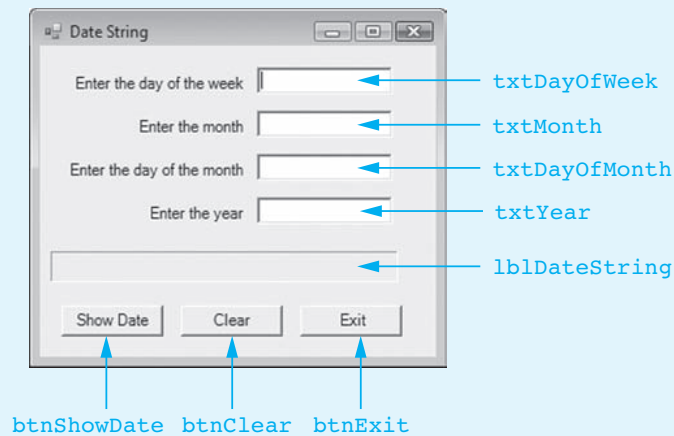 Date String
Enter the day of the week
txtDayOfWeek
Enter the month
txtMonth
Enter the day of the month
txtDayOfMonth
Enter the year
txtYear
lblDateString
Show Date
Clear
Exit
btnShowDate
btnClear
btnExit